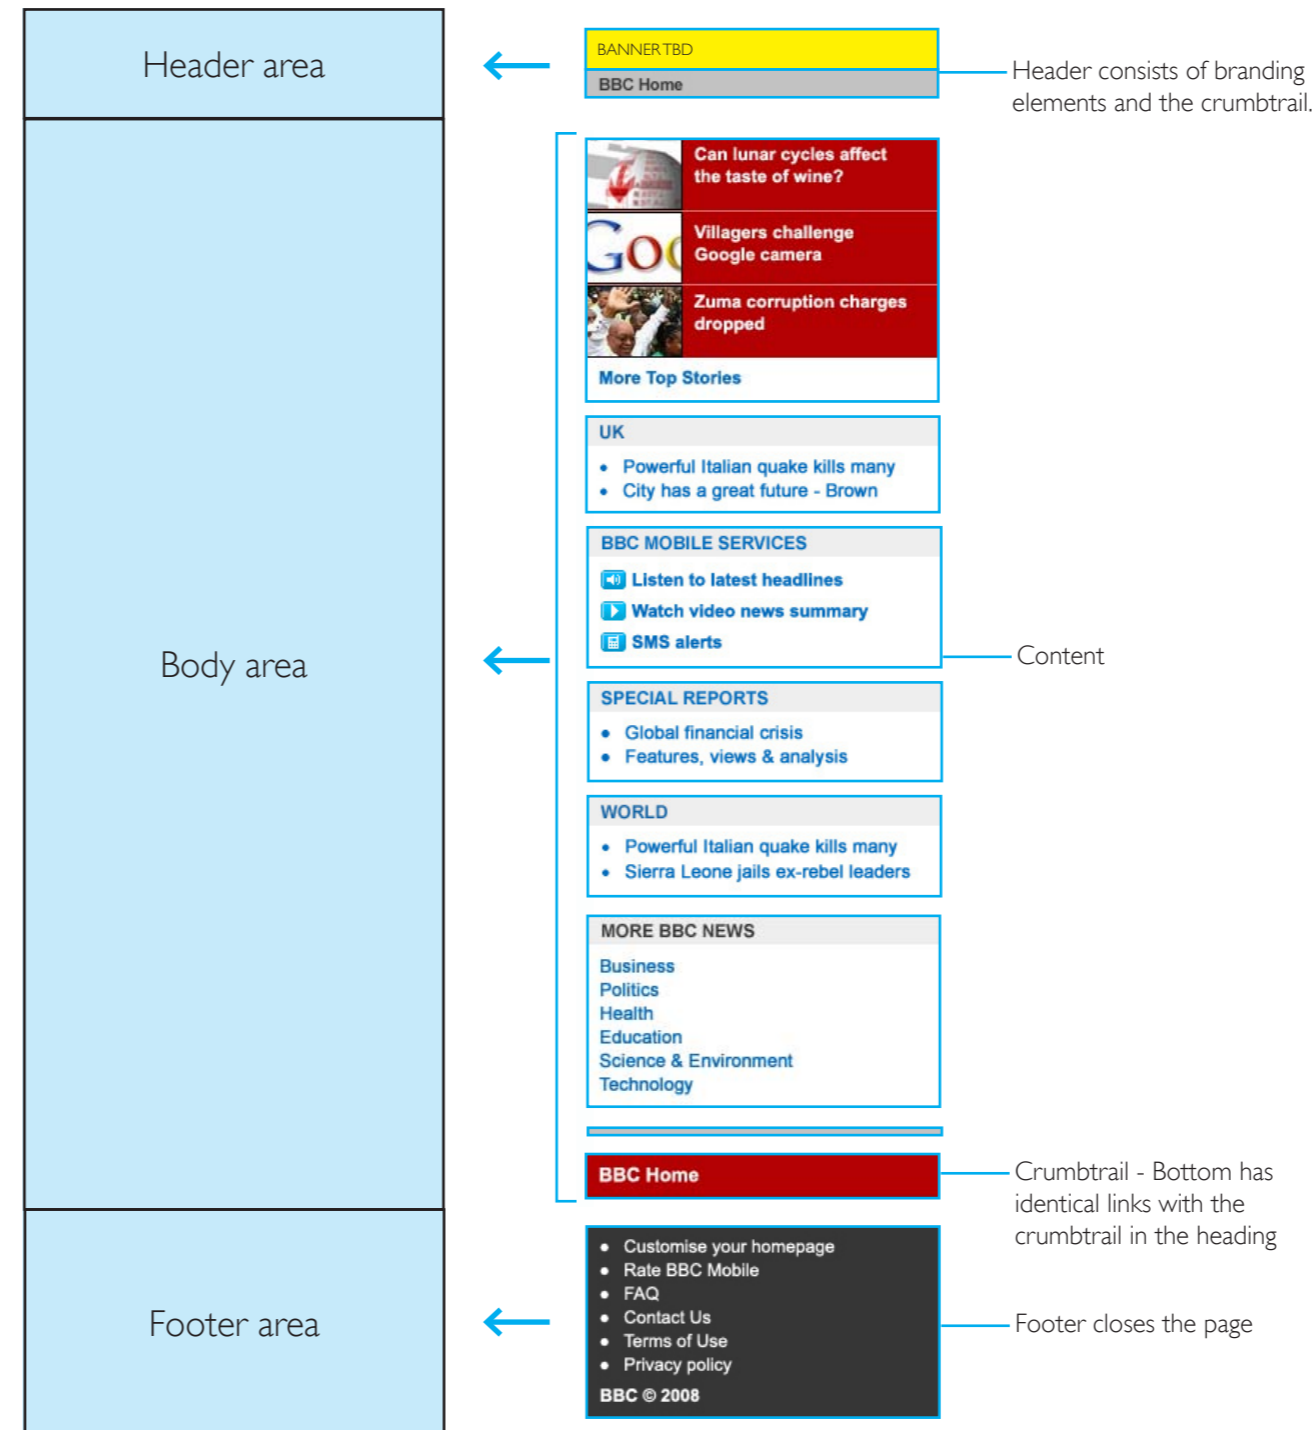 Header area
BANNER TBD
BBC Home
Header consists of branding
elements and the crumbtrail.
Body area
Can lunar cycles affect
the taste of wine?
Goo
Villagers challenge
Google camera
Zuma corruption charges
dropped
More Top Stories
UK
• Powerful Italian quake kills many
• City has a great future - Brown
BBC MOBILE SERVICES
Listen to latest headlines
Watch video news summary
SMS alerts
Content
SPECIAL REPORTS
• Global financial crisis
• Features, views & analysis
WORLD
• Powerful Italian quake kills many
• Sierra Leone jails ex-rebel leaders
MORE BBC NEWS
Business
Politics
Health
Education
Science & Environment
Technology
BBC Home
Crumbtrail - Bottom has
identical links with the
crumbtrail in the heading
Footer area
• Customise your homepage
• Rate BBC Mobile
• FAQ
• Contact Us
• Terms of Use
• Privacy policy
BBC © 2008
Footer closes the page